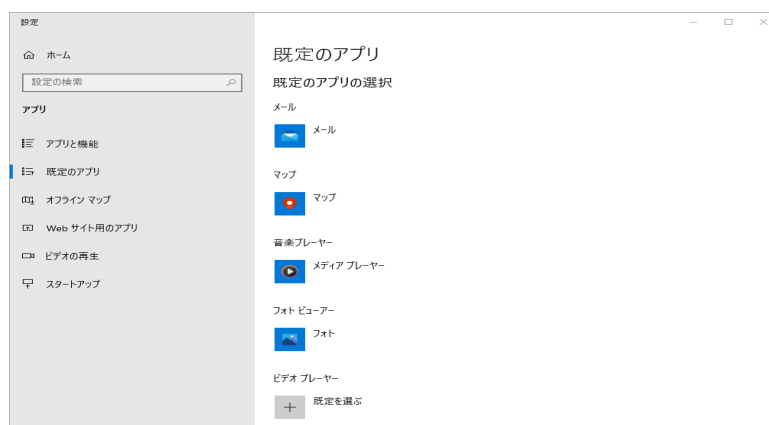 設定
ホーム
設定の検索
アプリ
アプリと機能
既定のアプリ
オフライン マップ
Web サイト用のアプリ
ビデオの再生
スタートアップ
既定のアプリ
既定のアプリの選択
メール
メール
マップ
マップ
音楽プレーヤー
メディア プレーヤー
フォト ビューアー
フォト
ビデオ プレーヤー
既定を選ぶ